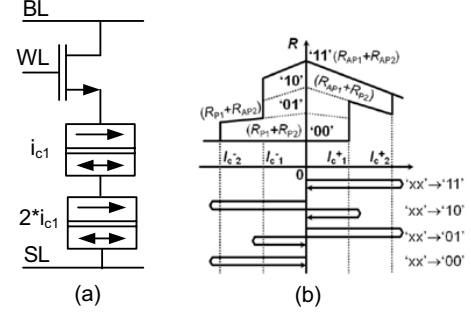 BL
WL
i_c1
2*i_c1
SL
(a)
R
'11' (R_AP1+R_AP2)
'10'
(R_AP1+R_P2)
(R_P1+R_AP2)
'01'
(R_P1+R_P2)
'00'
I_c^-2
I_c^-1
I_c^+1
I_c^+2
0
'xx'→'11'
'xx'→'10'
'xx'→'01'
'xx'→'00'
(b)